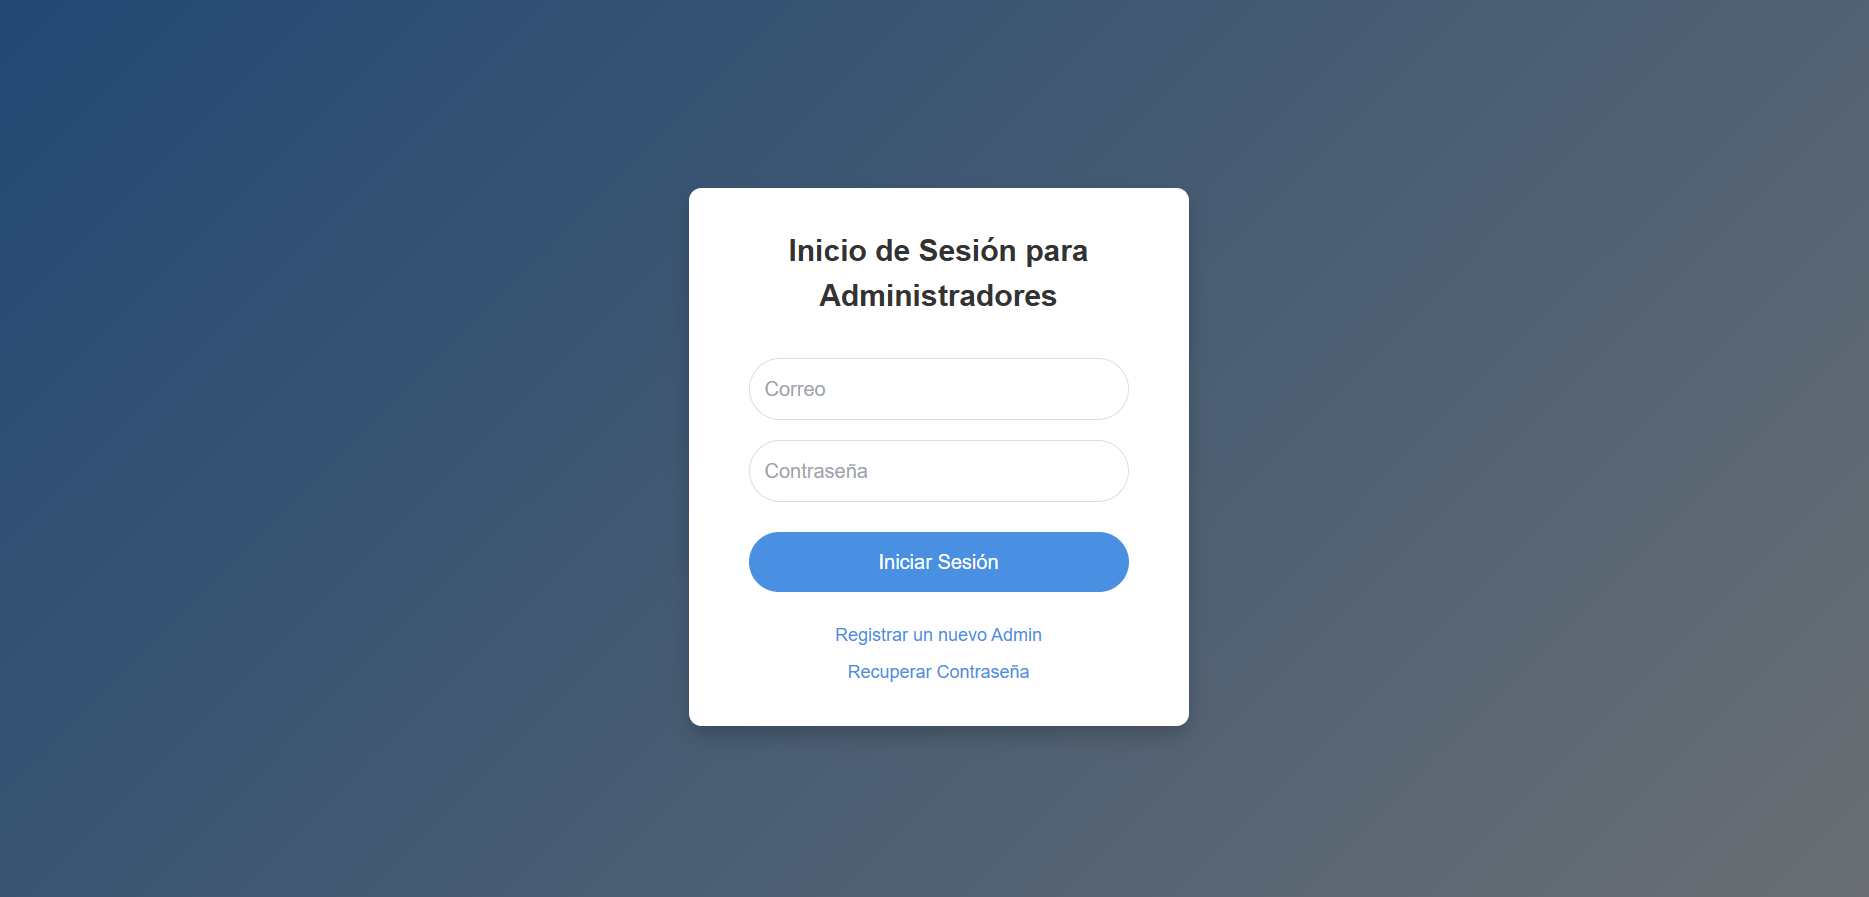 Inicio de Sesión para
Administradores
Correo
Contraseña
Iniciar Sesión
Registrar un nuevo Admin
Recuperar Contraseña